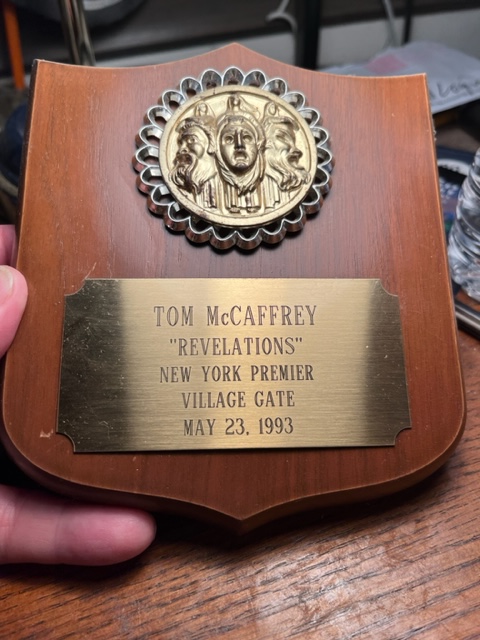 TOM McCAFFREY
"REVELATIONS"
NEW YORK PREMIER
VILLAGE GATE
MAY 23, 1993